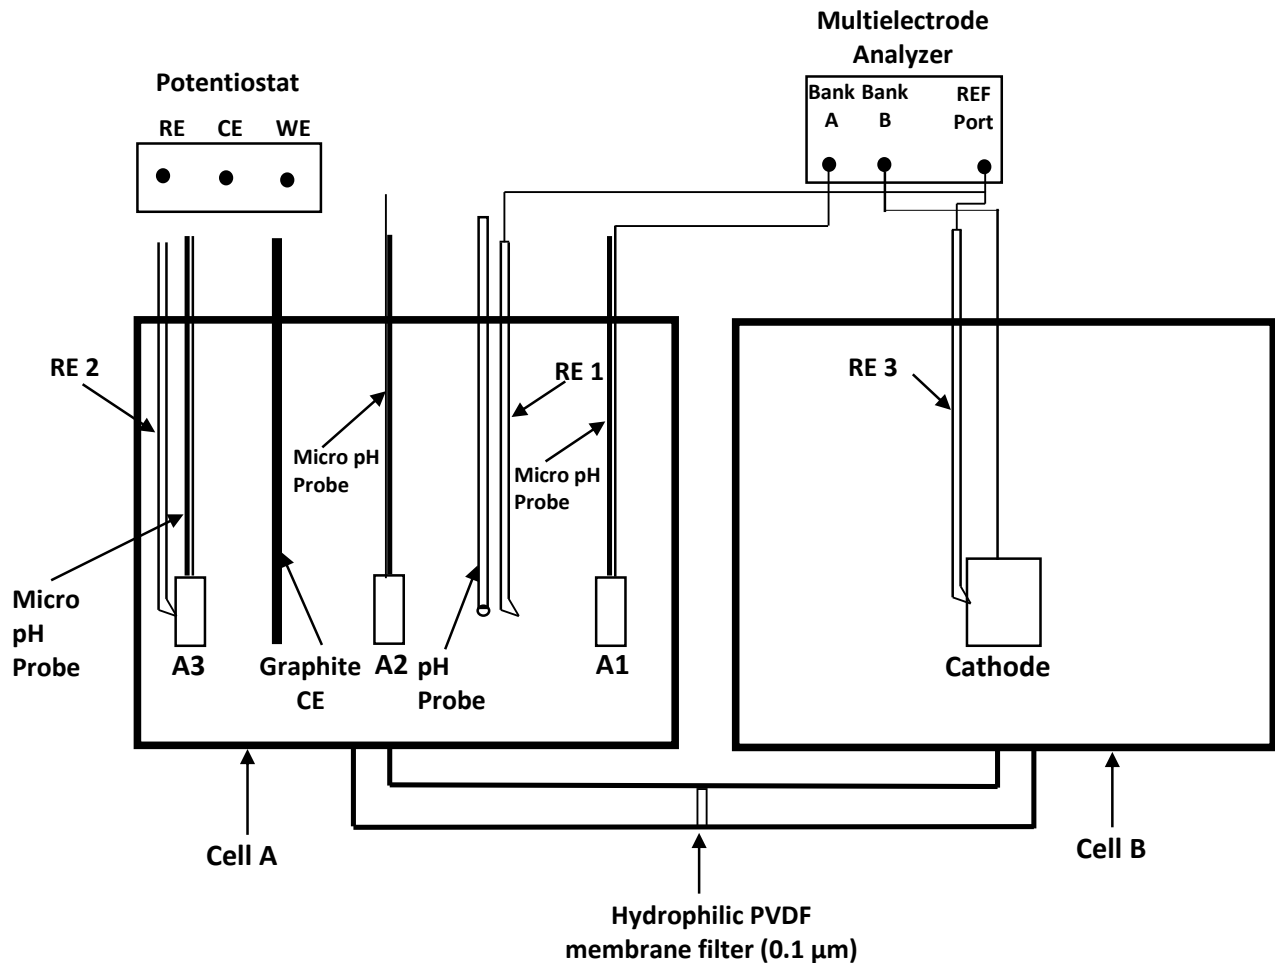 Multielectrode
Analyzer
Potentiostat
RE CE WE
Bank Bank REF
A B Port
RE 2
RE 1
RE 3
Micro pH
Probe
Micro pH
Probe
Micro
pH
Probe
A3
Graphite
CE
A2
pH
Probe
A1
Cathode
Cell A
Cell B
Hydrophilic PVDF
membrane filter (0.1 µm)